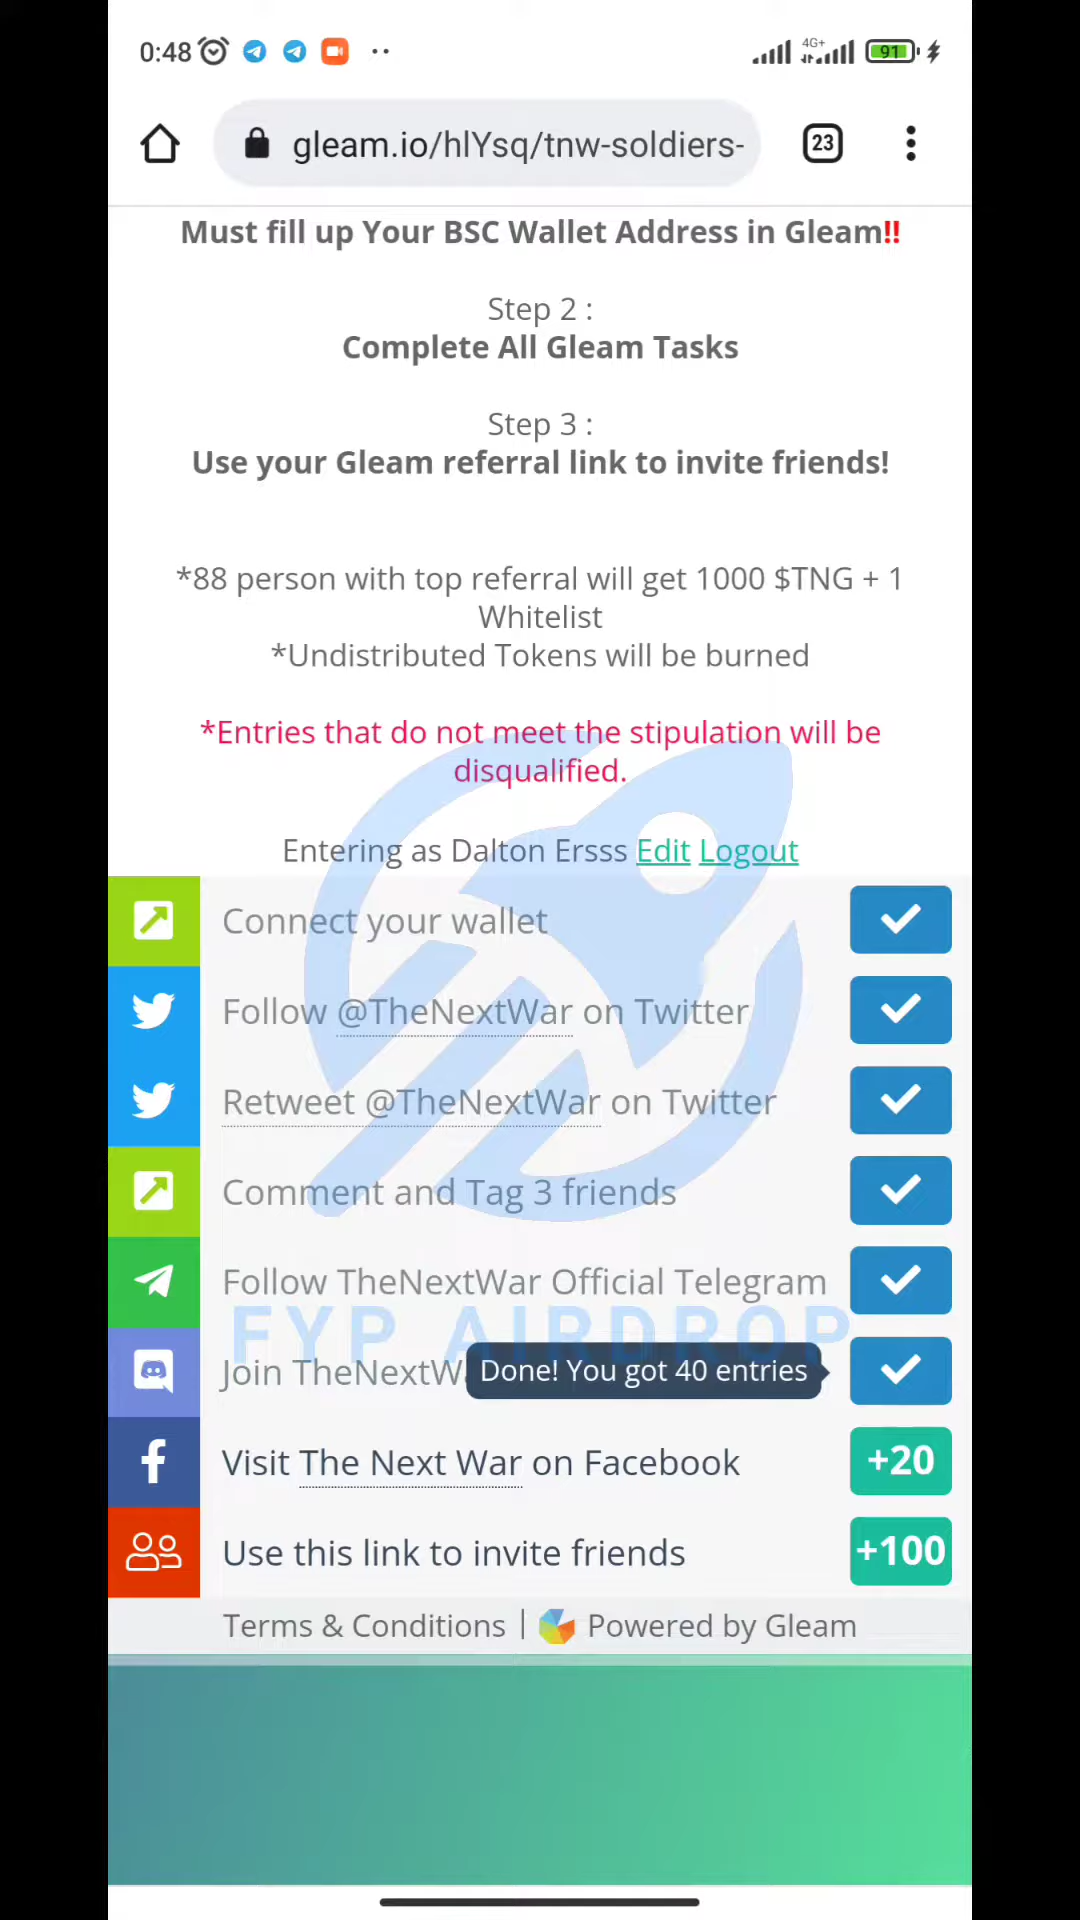 0:48
4G+
91
gleam.io/hlYsq/tnw-soldiers-
23
Must fill up Your BSC Wallet Address in Gleam!!
Step 2 :
Complete All Gleam Tasks
Step 3 :
Use your Gleam referral link to invite friends!
*88 person with top referral will get 1000 $TNG + 1
Whitelist
*Undistributed Tokens will be burned
*Entries that do not meet the stipulation will be
disqualified.
Entering as Dalton Ersss Edit Logout
Connect your wallet
Follow @TheNextWar on Twitter
Retweet @TheNextWar on Twitter
Comment and Tag 3 friends
Follow TheNextWar Official Telegram
FYP AIRDROP
Join TheNextWa
Done! You got 40 entries
Visit The Next War on Facebook
+20
Use this link to invite friends
+100
Terms & Conditions | Powered by Gleam